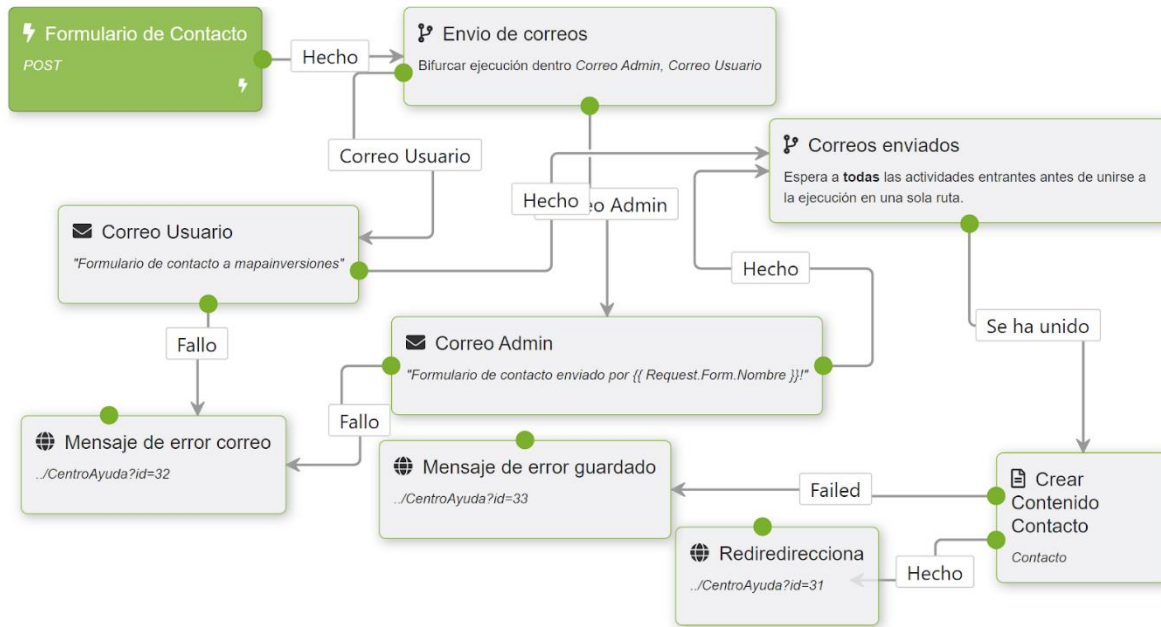 Formulario de Contacto
POST
Hecho
Envio de correos
Bifurcar ejecución dentro Correo Admin, Correo Usuario
Correo Usuario
Correos enviados
Espera a todas las actividades entrantes antes de unirse a
la ejecución en una sola ruta.
Hecho
Admin
Correo Usuario
"Formulario de contacto a mapainversiones"
Hecho
Fallo
Se ha unido
Correo Admin
"Formulario de contacto enviado por {{ Request.Form.Nombre }}!"
Fallo
Mensaje de error correo
../CentroAyuda?id=32
Mensaje de error guardado
../CentroAyuda?id=33
Failed
Crear
Contenido
Contacto
Contacto
Rediredirecciona
../CentroAyuda?id=31
Hecho